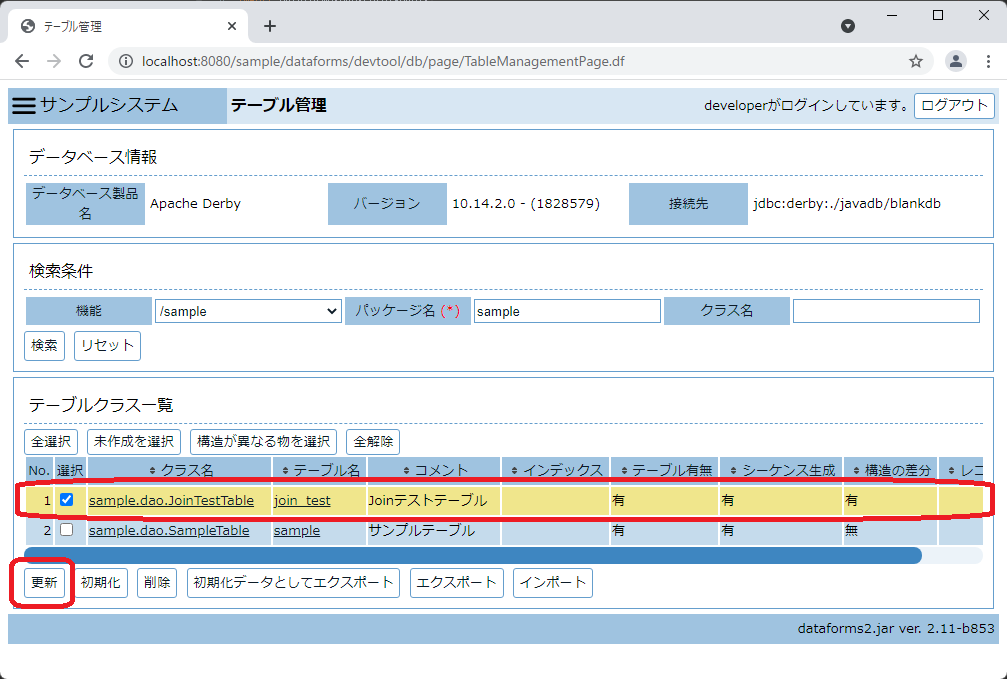 テーブル管理
localhost:8080/sample/dataforms/devtool/db/page/TableManagementPage.df
サンプルシステム テーブル管理 developerがログインしています。 ログアウト
データベース情報
データベース製品名 Apache Derby バージョン 10.14.2.0 - (1828579) 接続先 jdbc:derby:./javadb/blankdb
検索条件
機能 /sample パッケージ名 (*) sample クラス名
検索 リセット
テーブルクラス一覧
全選択 未作成を選択 構造が異なる物を選択 全解除
No. 選択 クラス名 テーブル名 コメント インデックス テーブル有無 シーケンス生成 構造の差分 レコ
1 sample.dao.JoinTestTable join_test Joinテストテーブル 有 有 有
2 sample.dao.SampleTable sample サンプルテーブル 有 有 無
更新 初期化 削除 初期化データとしてエクスポート エクスポート インポート
dataforms2.jar ver. 2.11-b853